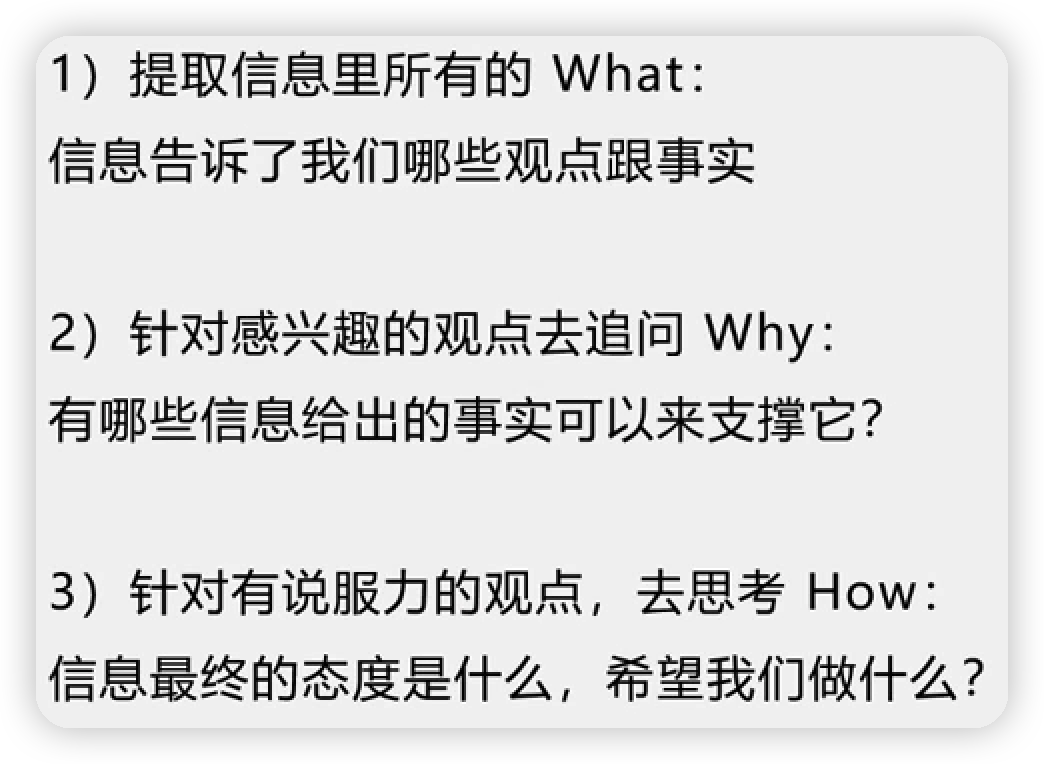 1）提取信息里所有的 What：
信息告诉了我们哪些观点跟事实
2）针对感兴趣的观点去追问 Why：
有哪些信息给出的事实可以来支撑它？
3）针对有说服力的观点，去思考 How：
信息最终的态度是什么，希望我们做什么？